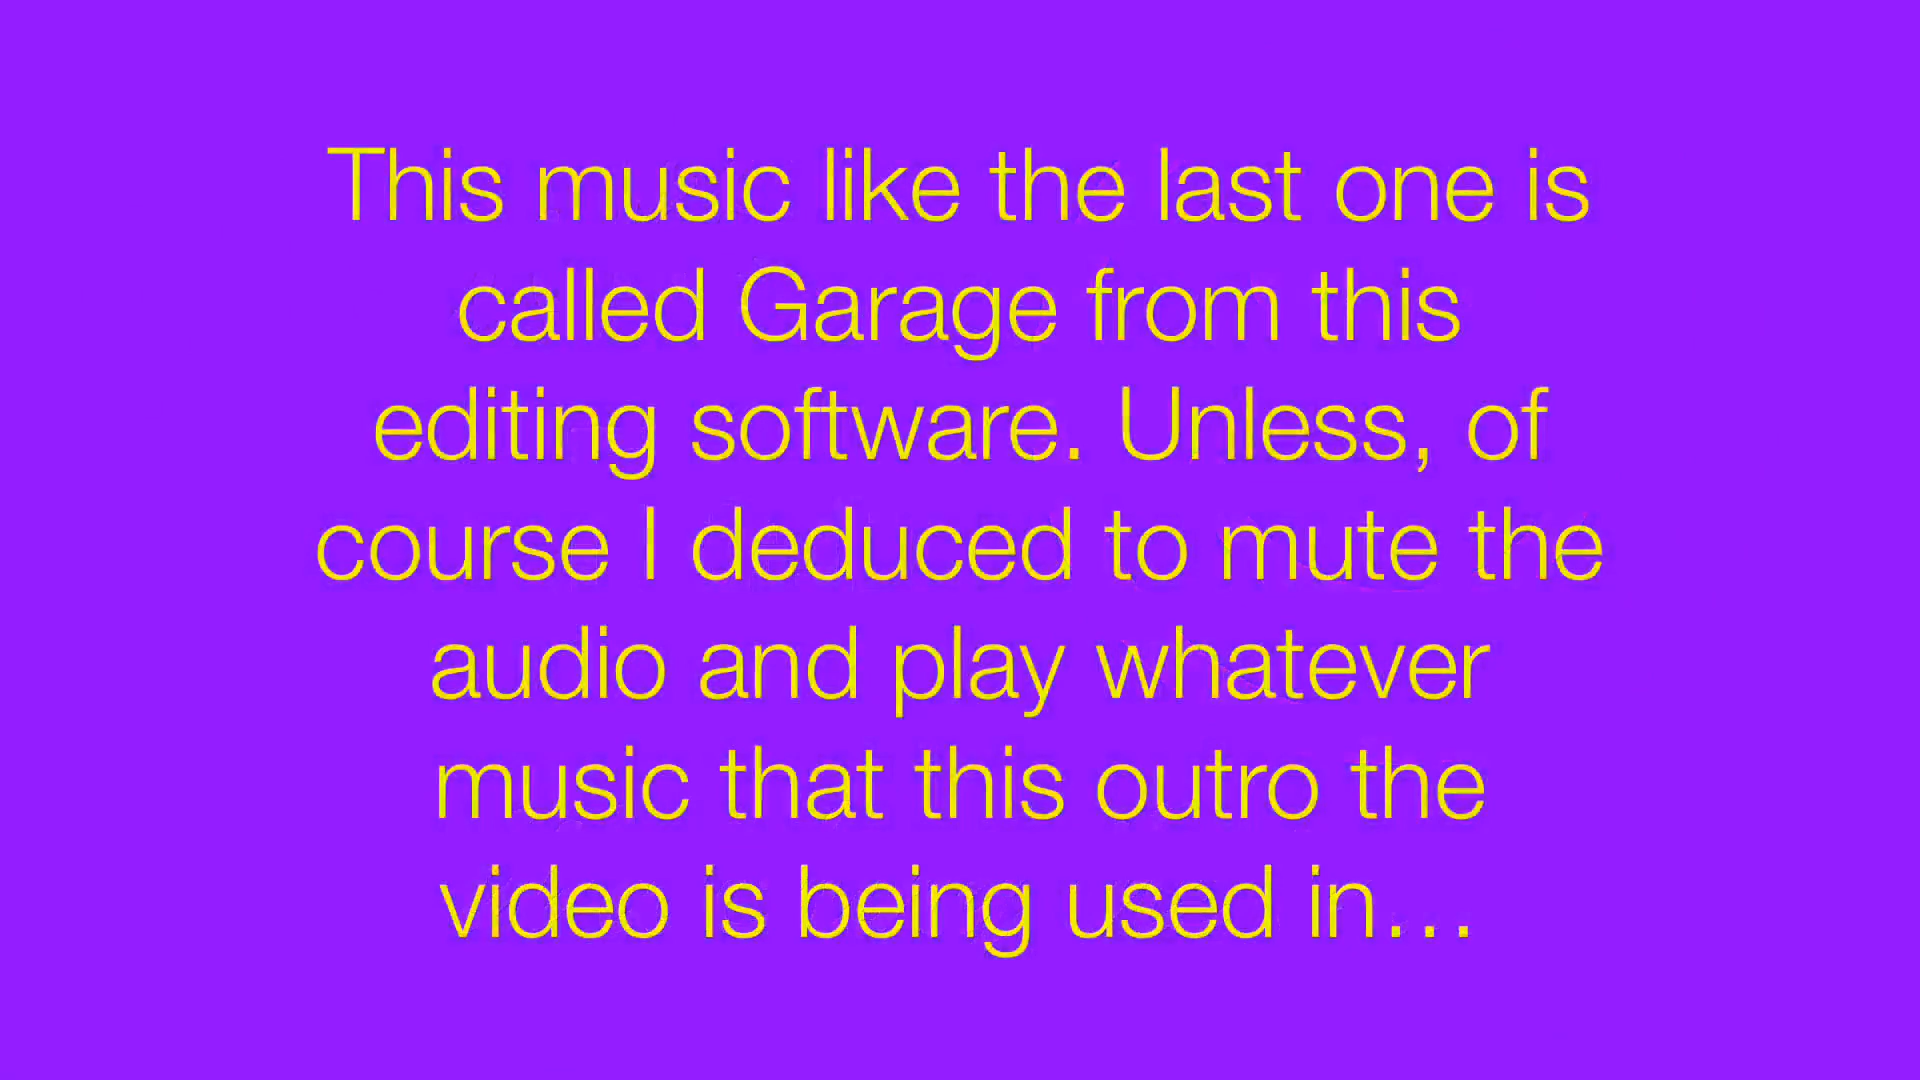 This music like the last one is
called Garage from this
editing software. Unless, of
course I deduced to mute the
audio and play whatever
music that this outro the
video is being used in...